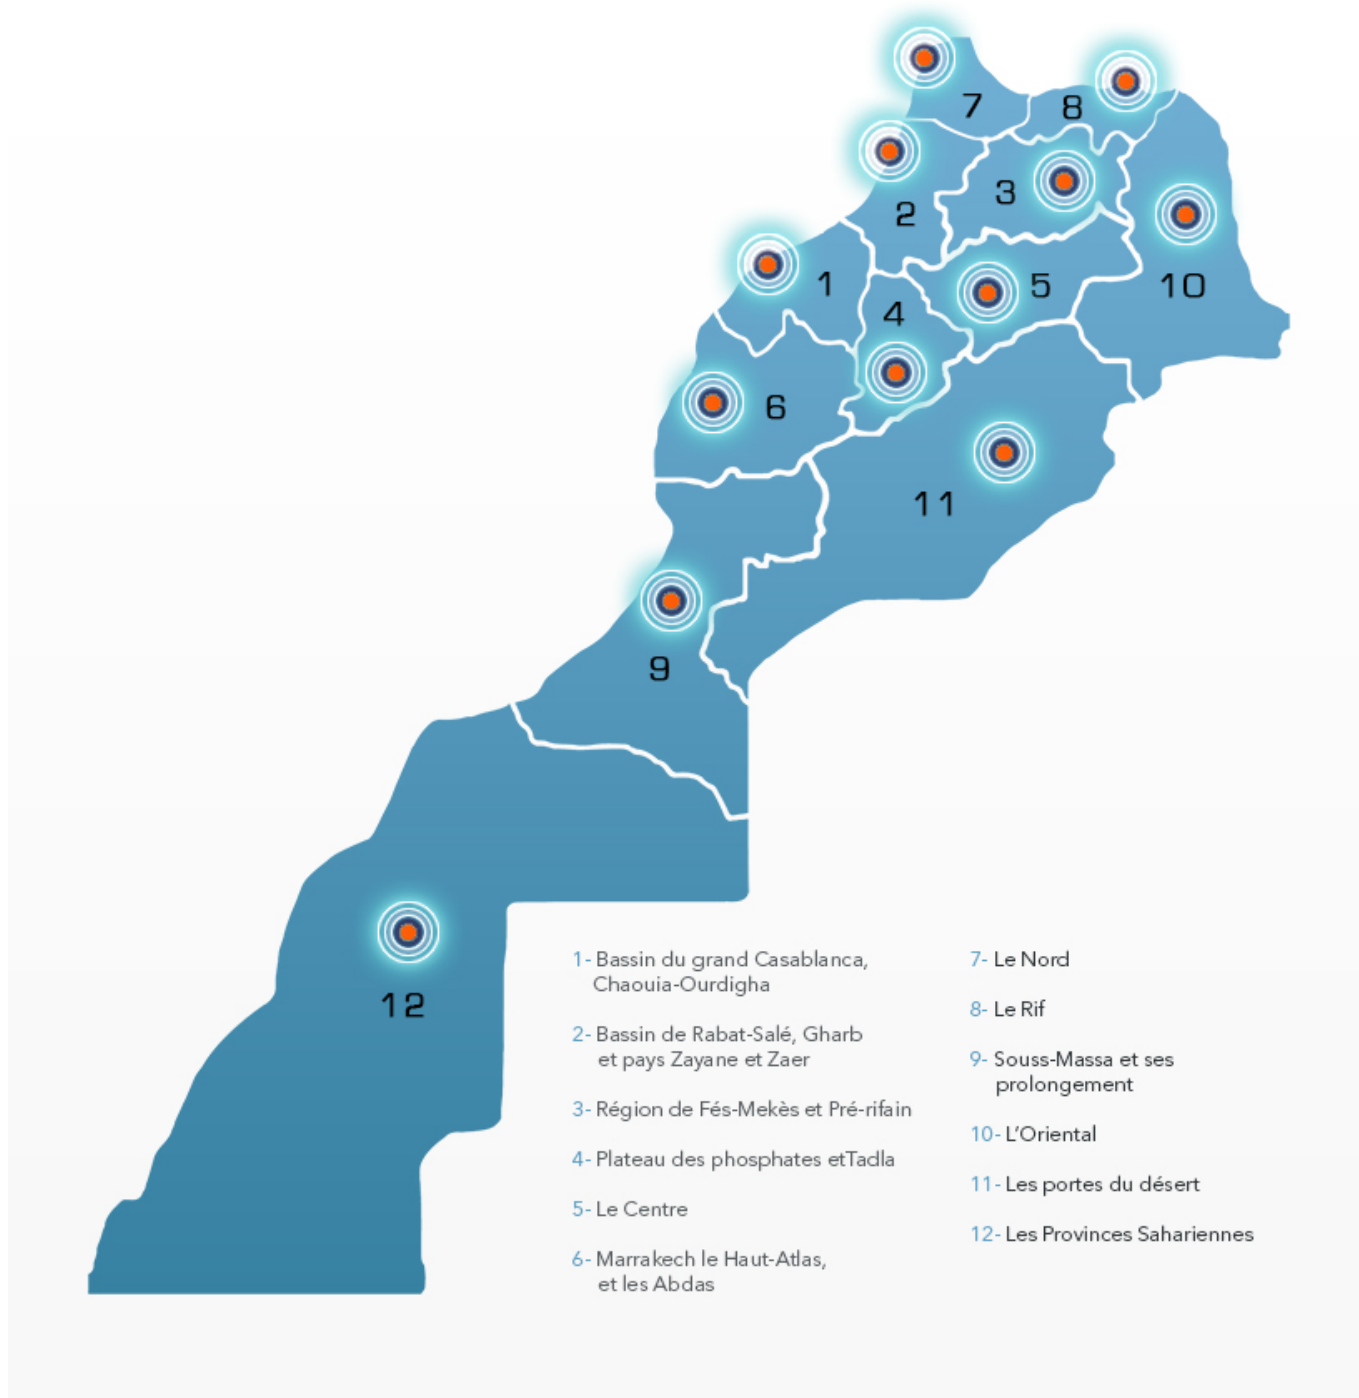 7
8
3
2
10
5
1
4
6
11
9
12
1- Bassin du grand Casablanca,
Chaouia-Ourdigha
2- Bassin de Rabat-Salé, Gharb
et pays Zayane et Zaer
3- Région de Fés-Mekès et Pré-rifain
4- Plateau des phosphates etTadla
5- Le Centre
6- Marrakech le Haut-Atlas,
et les Abdas
7- Le Nord
8- Le Rif
9- Souss-Massa et ses
prolongement
10- L’Oriental
11- Les portes du désert
12- Les Provinces Sahariennes